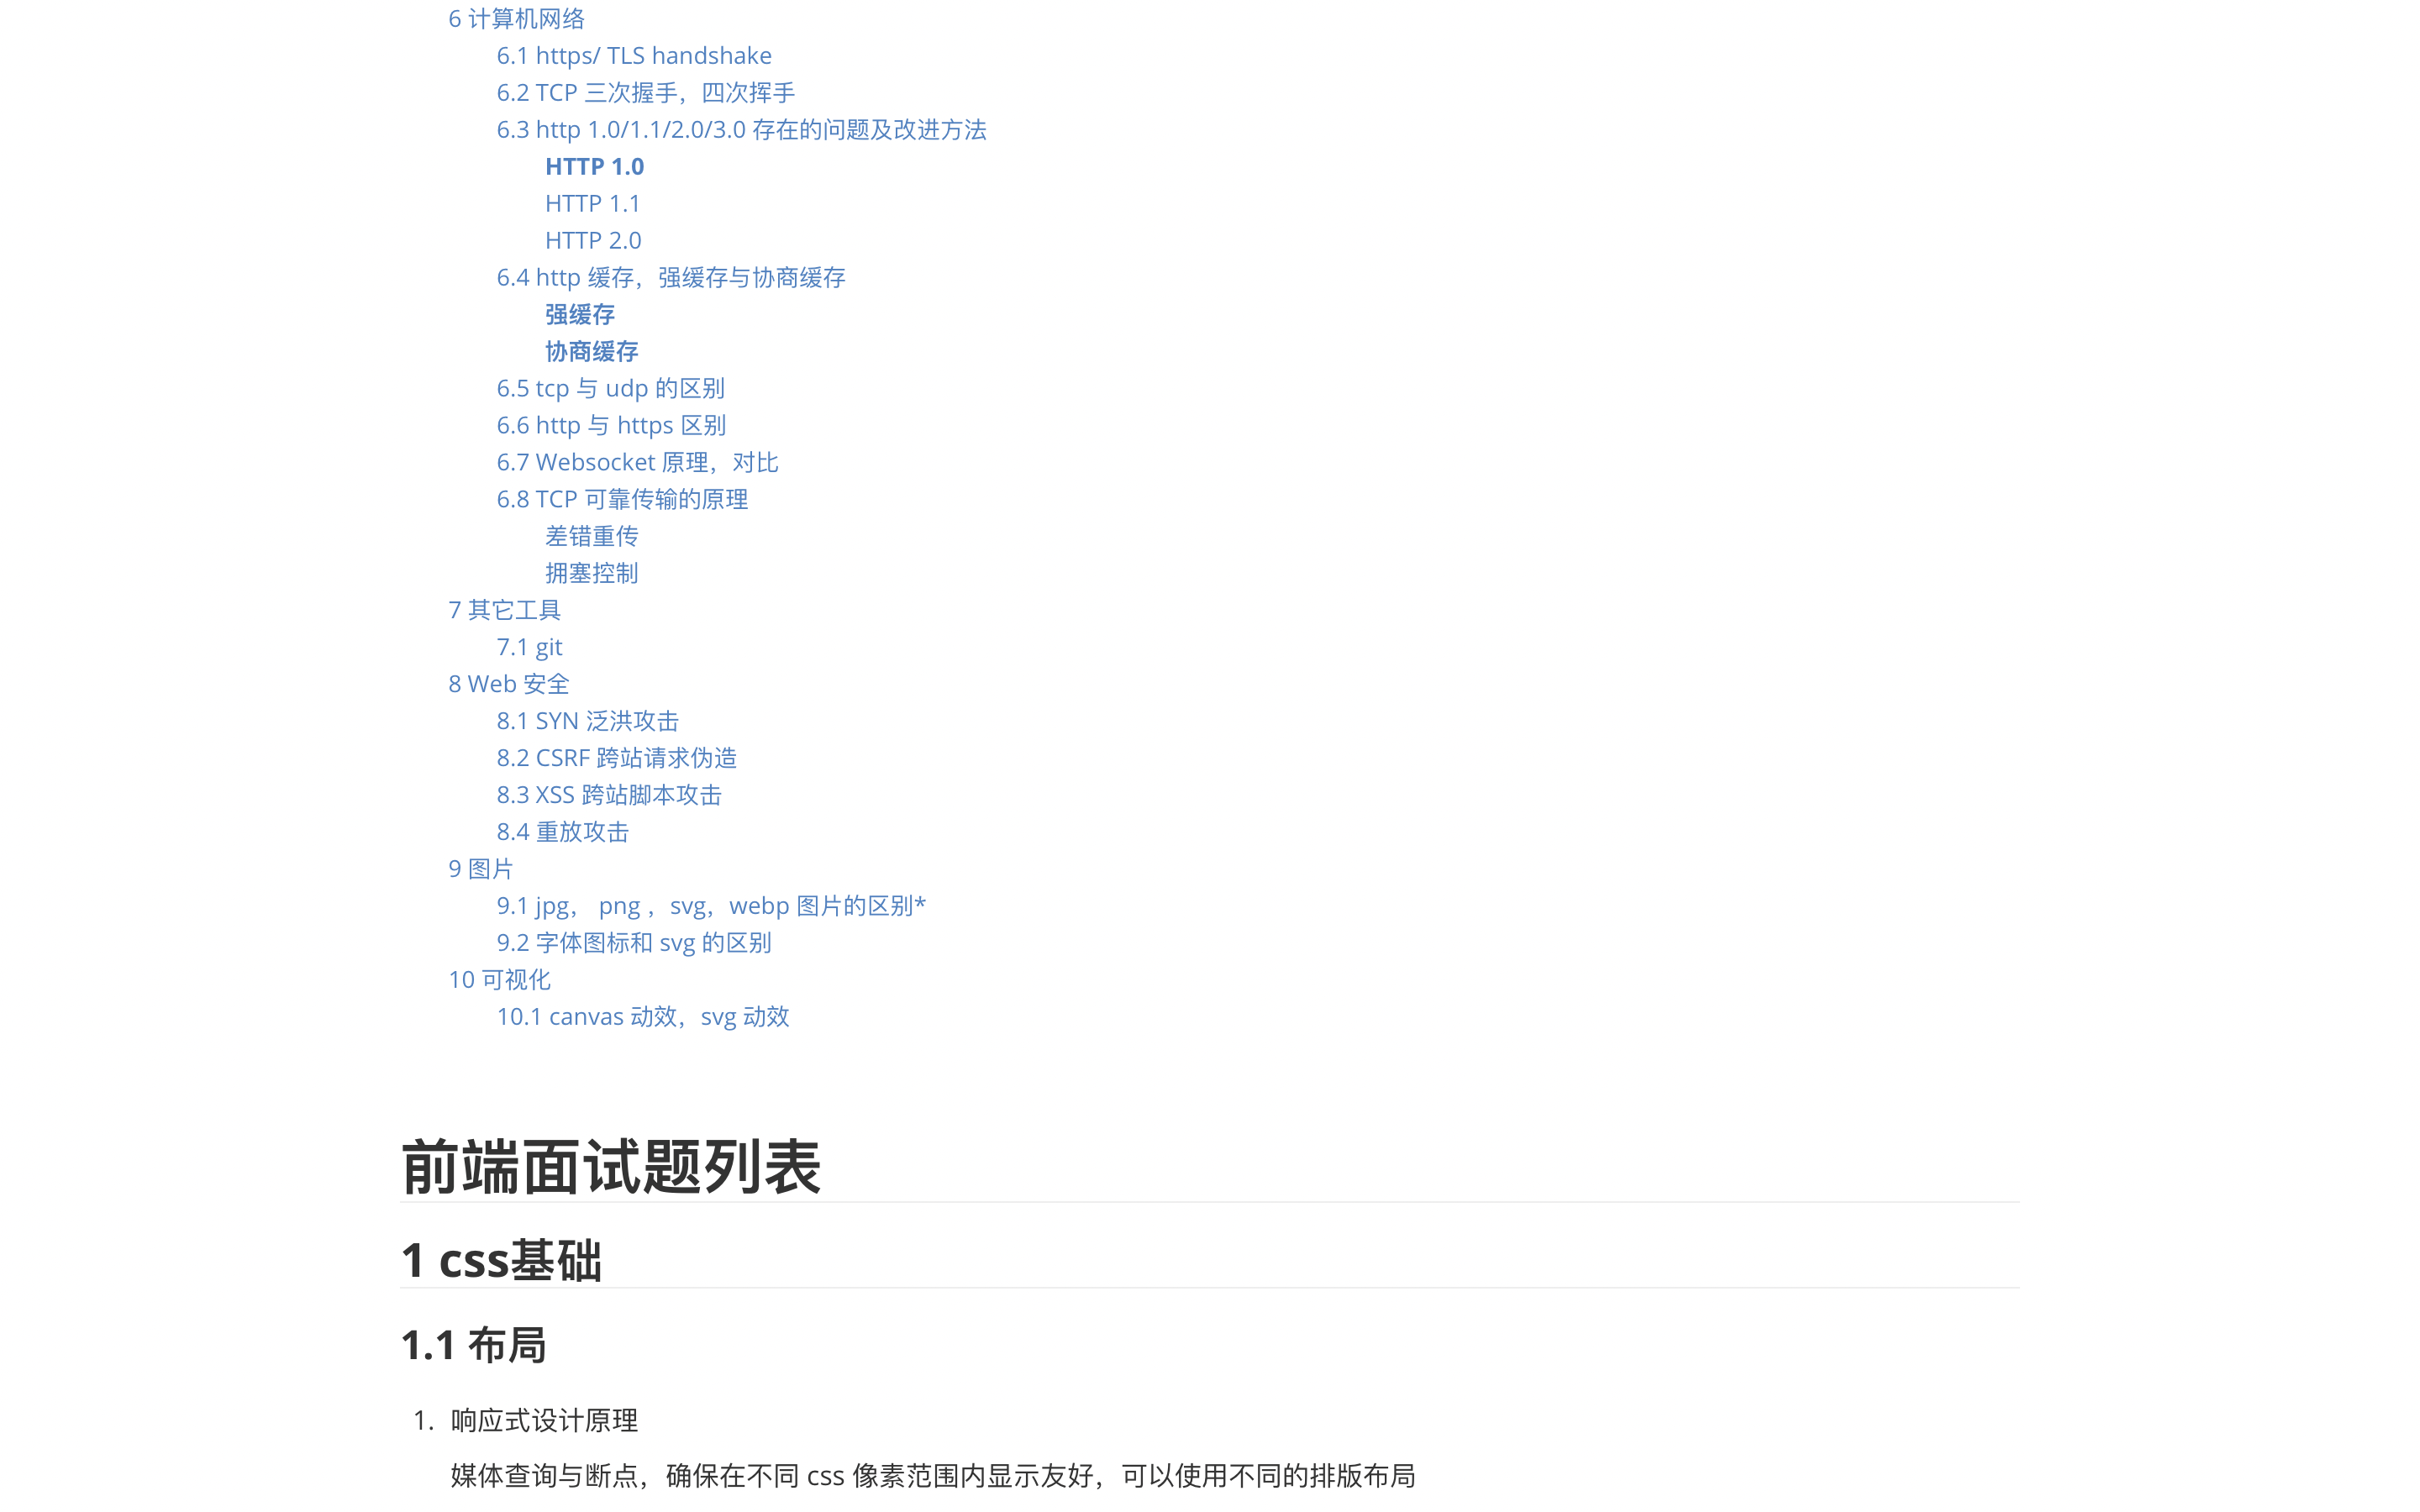 6 计算机网络
6.1 https/ TLS handshake
6.2 TCP 三次握手，四次挥手
6.3 http 1.0/1.1/2.0/3.0 存在的问题及改进方法
HTTP 1.0
HTTP 1.1
HTTP 2.0
6.4 http 缓存，强缓存与协商缓存
强缓存
协商缓存
6.5 tcp 与 udp 的区别
6.6 http 与 https 区别
6.7 Websocket 原理，对比
6.8 TCP 可靠传输的原理
差错重传
拥塞控制
7 其它工具
7.1 git
8 Web 安全
8.1 SYN 泛洪攻击
8.2 CSRF 跨站请求伪造
8.3 XSS 跨站脚本攻击
8.4 重放攻击
9 图片
9.1 jpg， png ，svg，webp 图片的区别*
9.2 字体图标和 svg 的区别
10 可视化
10.1 canvas 动效，svg 动效
前端面试题列表
1 css基础
1.1 布局
1. 响应式设计原理
媒体查询与断点，确保在不同 css 像素范围内显示友好，可以使用不同的排版布局